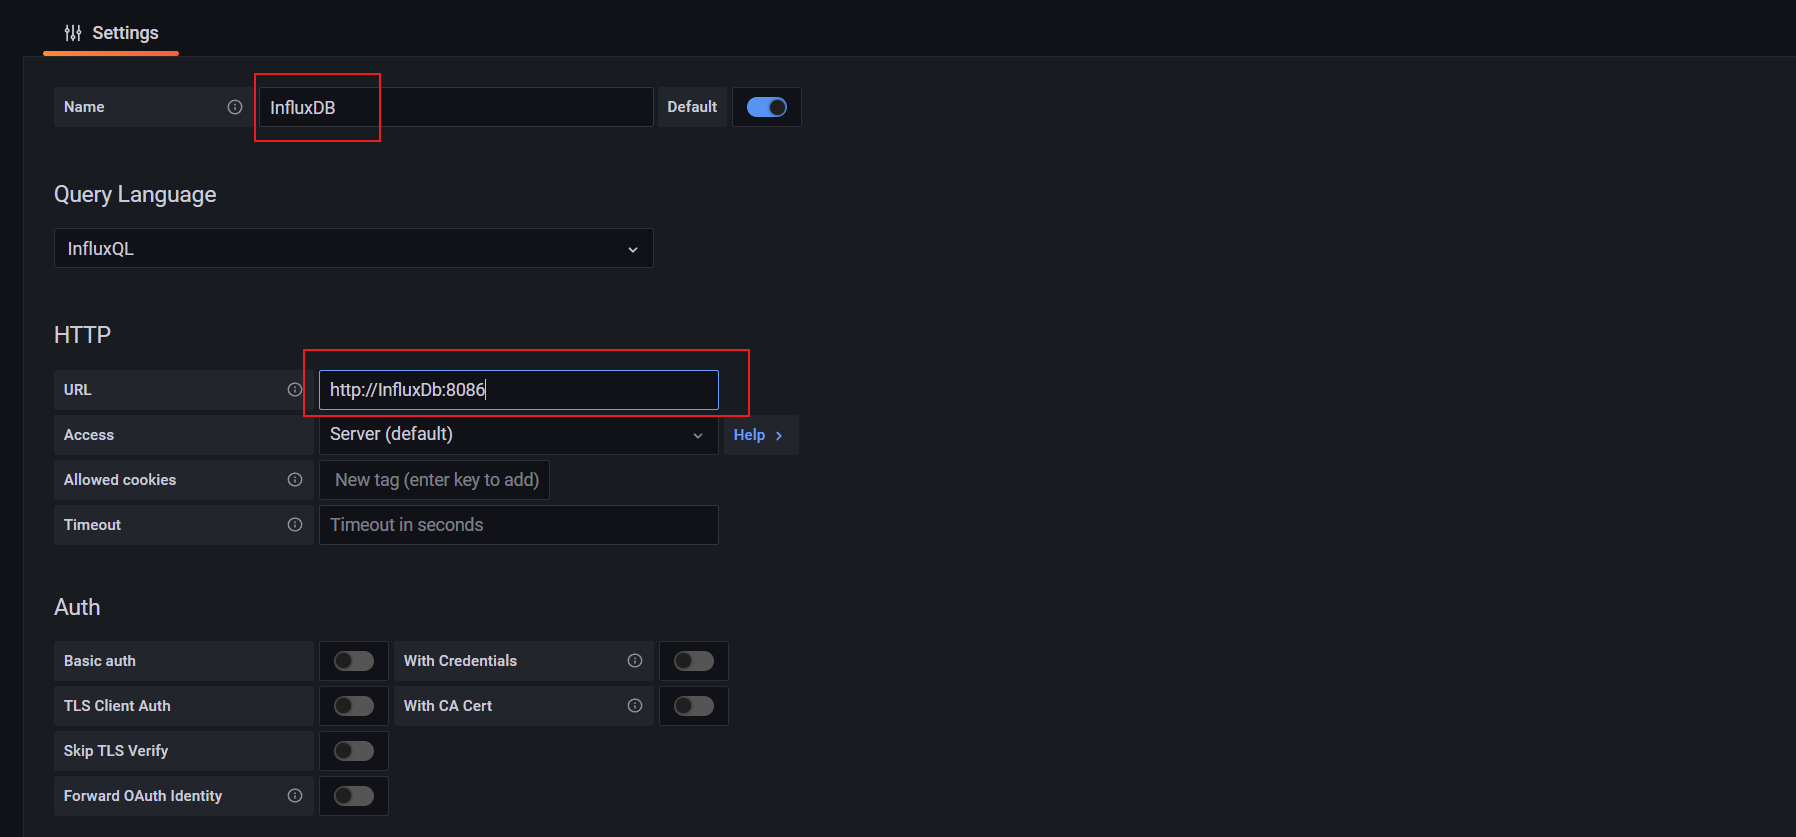 Settings
Name InfluxDB Default
Query Language
InfluxQL
HTTP
URL http://InfluxDb:8086
Access Server (default) Help
Allowed cookies New tag (enter key to add)
Timeout Timeout in seconds
Auth
Basic auth With Credentials
TLS Client Auth With CA Cert
Skip TLS Verify
Forward OAuth Identity